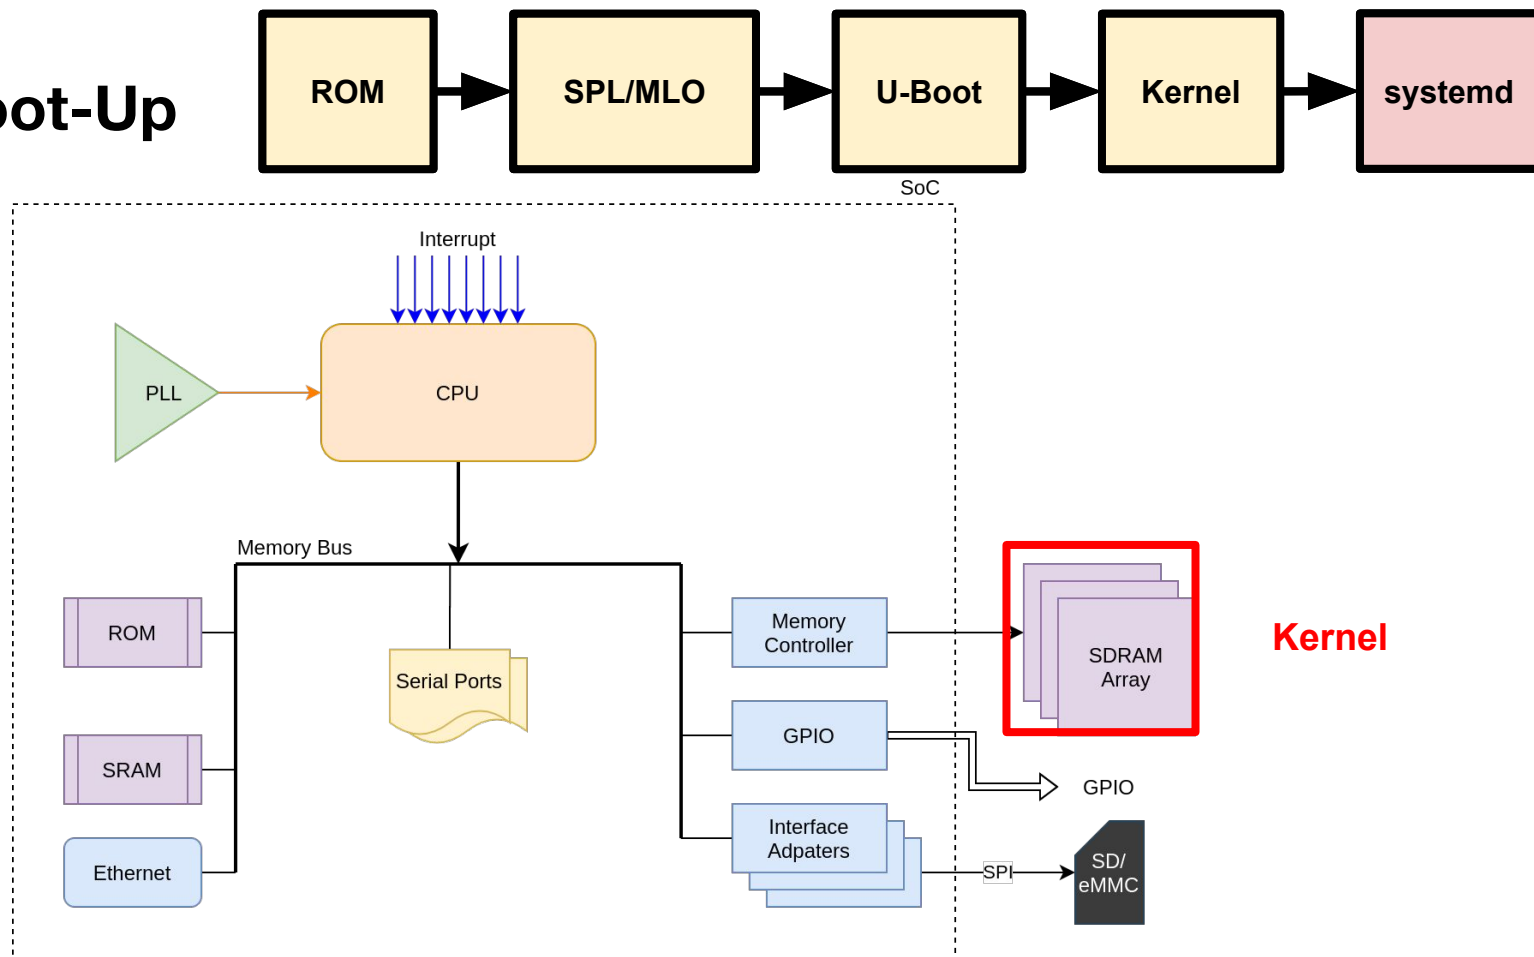 oot-Up
ROM
SPL/MLO
U-Boot
Kernel
systemd
SoC
Interrupt
PLL
CPU
Memory Bus
ROM
Serial Ports
Memory
Controller
SDRAM
Array
Kernel
SRAM
GPIO
GPIO
Ethernet
Interface
Adpaters
SPI
SD/
eMMC